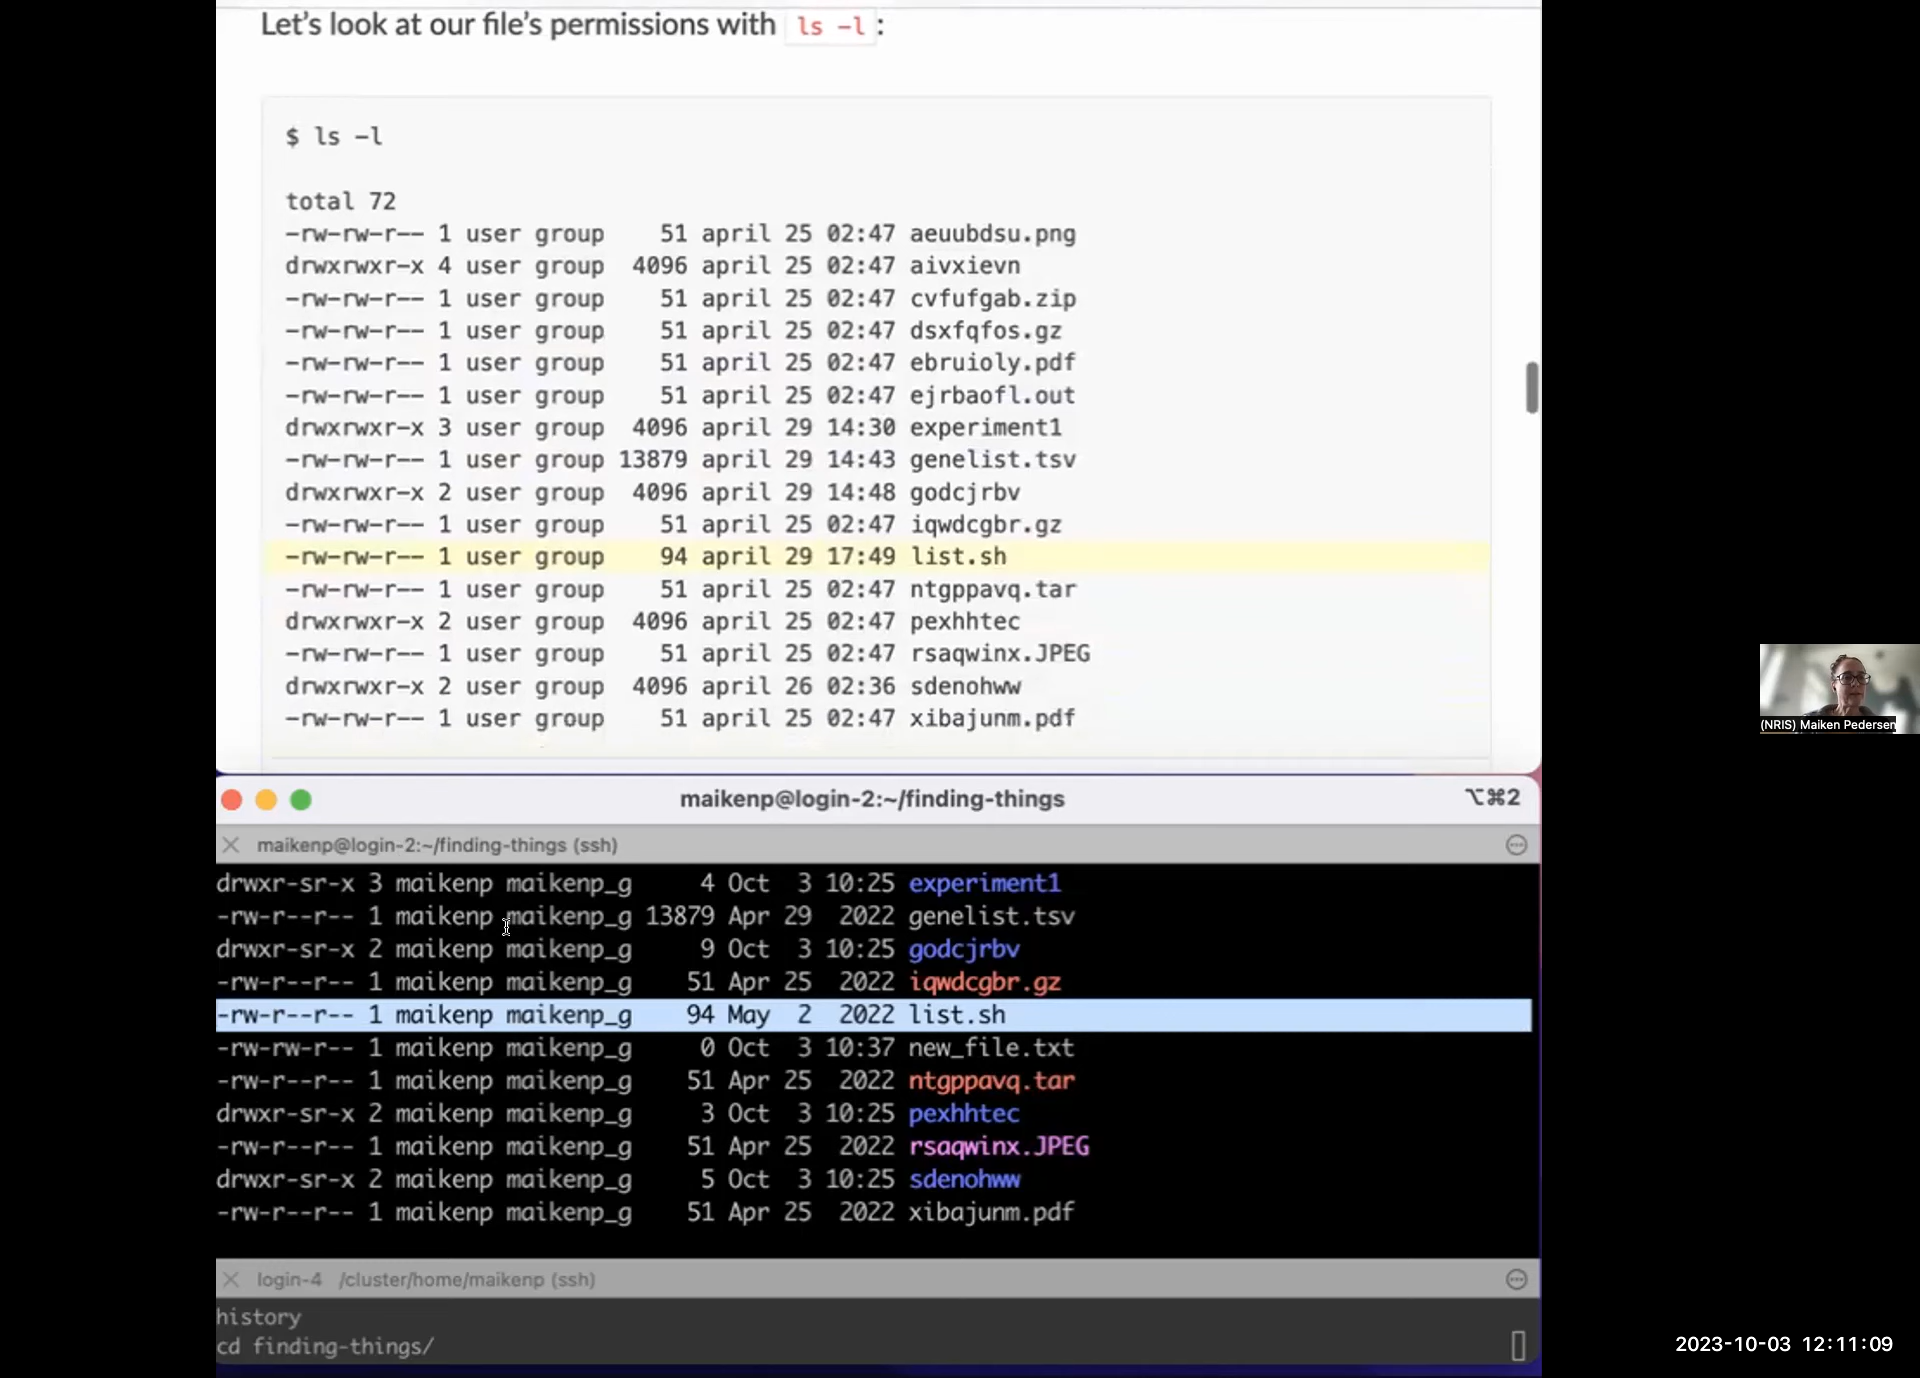 Let's look at our file's permissions with ls -l :
$ ls -l
total 72
-rw-rw-r-- 1 user group    51 april 25 02:47 aeuubdsu.png
drwxrwxr-x 4 user group  4096 april 25 02:47 aivxievn
-rw-rw-r-- 1 user group    51 april 25 02:47 cvfufgab.zip
-rw-rw-r-- 1 user group    51 april 25 02:47 dsxfqfos.gz
-rw-rw-r-- 1 user group    51 april 25 02:47 ebruioly.pdf
-rw-rw-r-- 1 user group    51 april 25 02:47 ejrbaofl.out
drwxrwxr-x 3 user group  4096 april 29 14:30 experiment1
-rw-rw-r-- 1 user group 13879 april 29 14:43 genelist.tsv
drwxrwxr-x 2 user group  4096 april 29 14:48 godcjrbv
-rw-rw-r-- 1 user group    51 april 25 02:47 iqwdcgbr.gz
-rw-rw-r-- 1 user group    94 april 29 17:49 list.sh
-rw-rw-r-- 1 user group    51 april 25 02:47 ntgppavq.tar
drwxrwxr-x 2 user group  4096 april 25 02:47 pexhhtec
-rw-rw-r-- 1 user group    51 april 25 02:47 rsaqwinx.JPEG
drwxrwxr-x 2 user group  4096 april 26 02:36 sdenohww
-rw-rw-r-- 1 user group    51 april 25 02:47 xibajunm.pdf
(NRIS) Maiken Pedersen
maikenp@login-2:~/finding-things ⌥⌘2
maikenp@login-2:~/finding-things (ssh)
drwxr-sr-x 3 maikenp maikenp_g     4 Oct  3 10:25 experiment1
-rw-r--r-- 1 maikenp maikenp_g 13879 Apr 29  2022 genelist.tsv
drwxr-sr-x 2 maikenp maikenp_g     9 Oct  3 10:25 godcjrbv
-rw-r--r-- 1 maikenp maikenp_g    51 Apr 25  2022 iqwdcgbr.gz
-rw-r--r-- 1 maikenp maikenp_g    94 May  2  2022 list.sh
-rw-rw-r-- 1 maikenp maikenp_g     0 Oct  3 10:37 new_file.txt
-rw-r--r-- 1 maikenp maikenp_g    51 Apr 25  2022 ntgppavq.tar
drwxr-sr-x 2 maikenp maikenp_g     3 Oct  3 10:25 pexhhtec
-rw-r--r-- 1 maikenp maikenp_g    51 Apr 25  2022 rsaqwinx.JPEG
drwxr-sr-x 2 maikenp maikenp_g     5 Oct  3 10:25 sdenohww
-rw-r--r-- 1 maikenp maikenp_g    51 Apr 25  2022 xibajunm.pdf
login-4  /cluster/home/maikenp (ssh)
history
cd finding-things/
2023-10-03 12:11:09